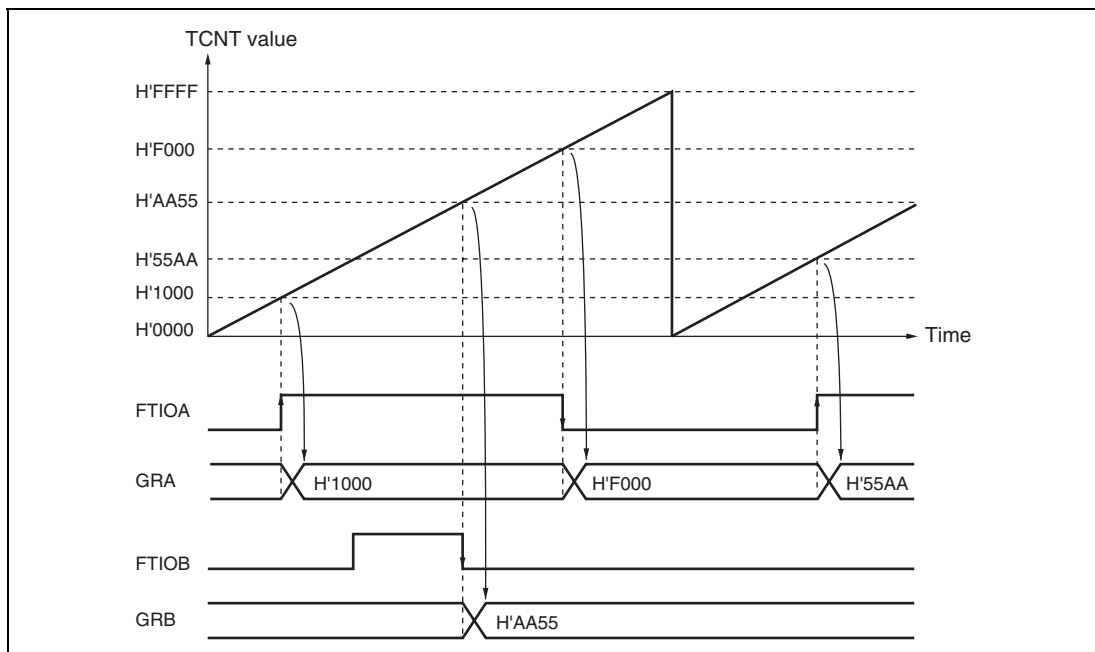 TCNT value
H'FFFF
H'F000
H'AA55
H'55AA
H'1000
H'0000
Time
FTIOA
GRA
H'1000
H'F000
H'55AA
FTIOB
GRB
H'AA55